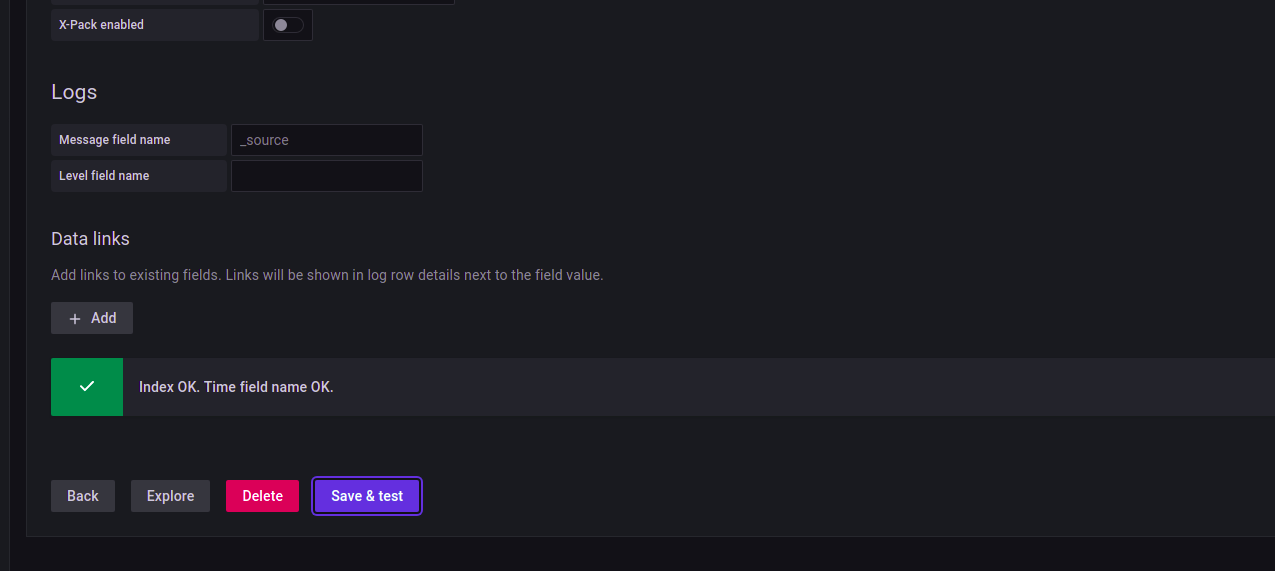 X-Pack enabled
Logs
Message field name
_source
Level field name
Data links
Add links to existing fields. Links will be shown in log row details next to the field value.
+ Add
Index OK. Time field name OK.
Back
Explore
Delete
Save & test